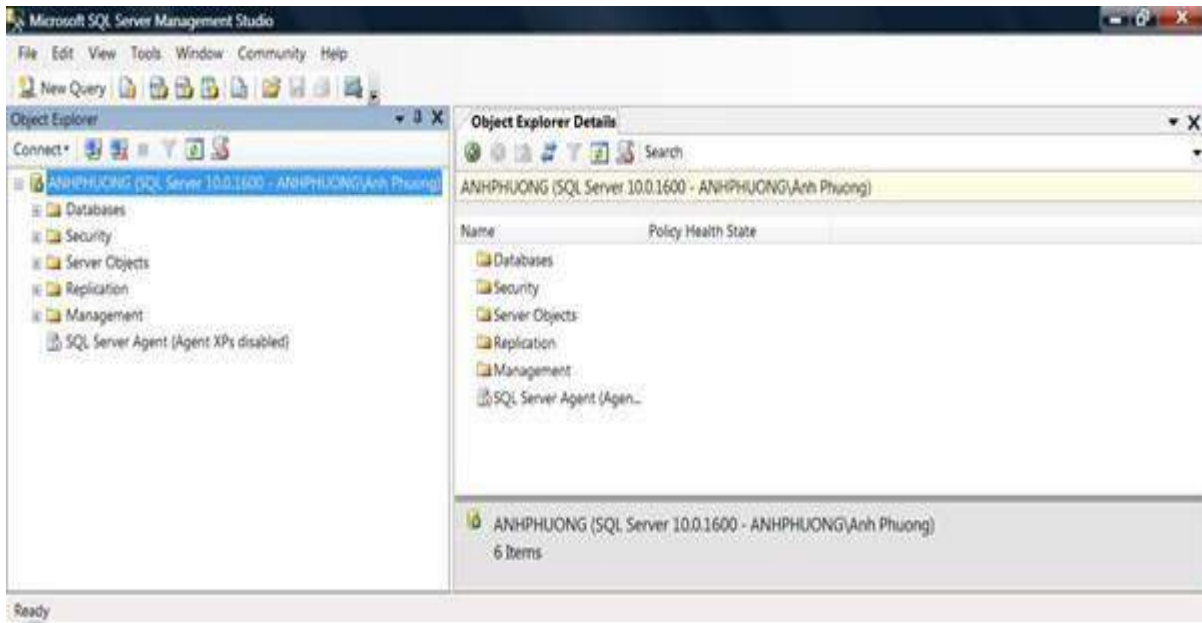 Microsoft SQL Server Management Studio
File Edit View Tools Window Community Help
New Query
Object Explorer
Connect
ANHPHUONG (SQL Server 10.0.1600 - ANHPHUONG\Anh Phuong)
Databases
Security
Server Objects
Replication
Management
SQL Server Agent (Agent XPs disabled)
Object Explorer Details
Search
ANHPHUONG (SQL Server 10.0.1600 - ANHPHUONG\Anh Phuong)
Name Policy Health State
Databases
Security
Server Objects
Replication
Management
SQL Server Agent (Agen...
ANHPHUONG (SQL Server 10.0.1600 - ANHPHUONG\Anh Phuong)
6 Items
Ready